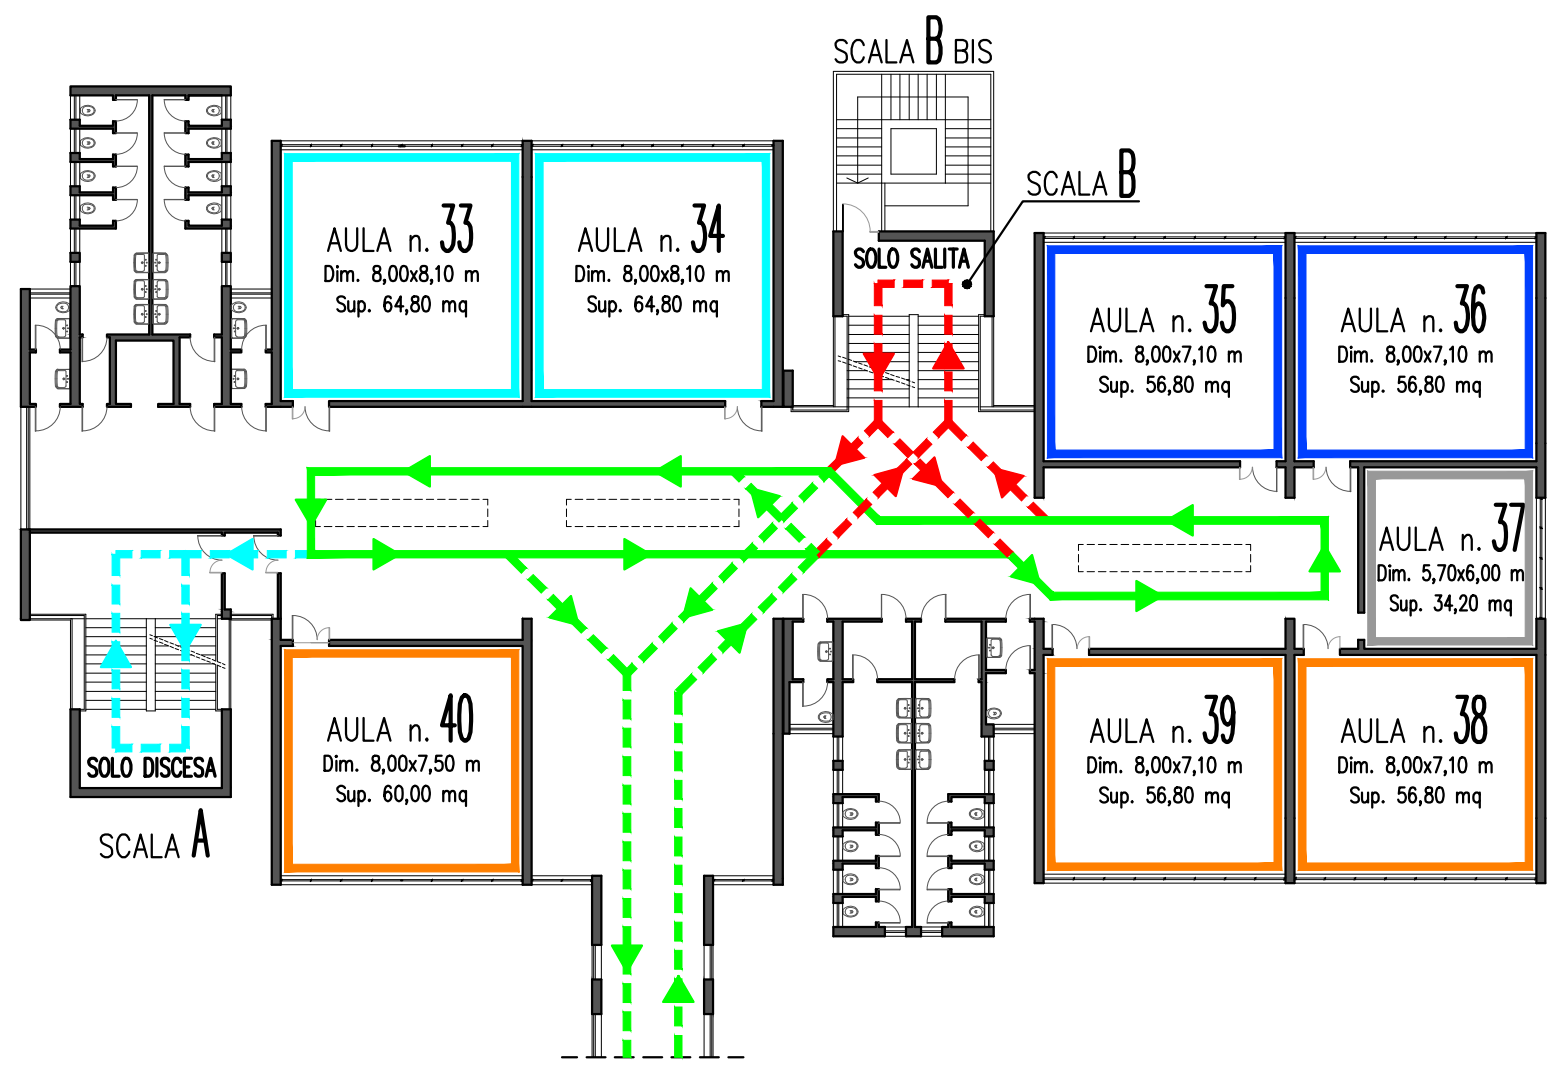 SCALA B BIS
SCALA B
SOLO SALITA
AULA n. 33
Dim. 8,00x8,10 m
Sup. 64,80 mq
AULA n. 34
Dim. 8,00x8,10 m
Sup. 64,80 mq
AULA n. 35
Dim. 8,00x7,10 m
Sup. 56,80 mq
AULA n. 36
Dim. 8,00x7,10 m
Sup. 56,80 mq
AULA n. 37
Dim. 5,70x6,00 m
Sup. 34,20 mq
AULA n. 40
Dim. 8,00x7,50 m
Sup. 60,00 mq
AULA n. 39
Dim. 8,00x7,10 m
Sup. 56,80 mq
AULA n. 38
Dim. 8,00x7,10 m
Sup. 56,80 mq
SOLO DISCESA
SCALA A